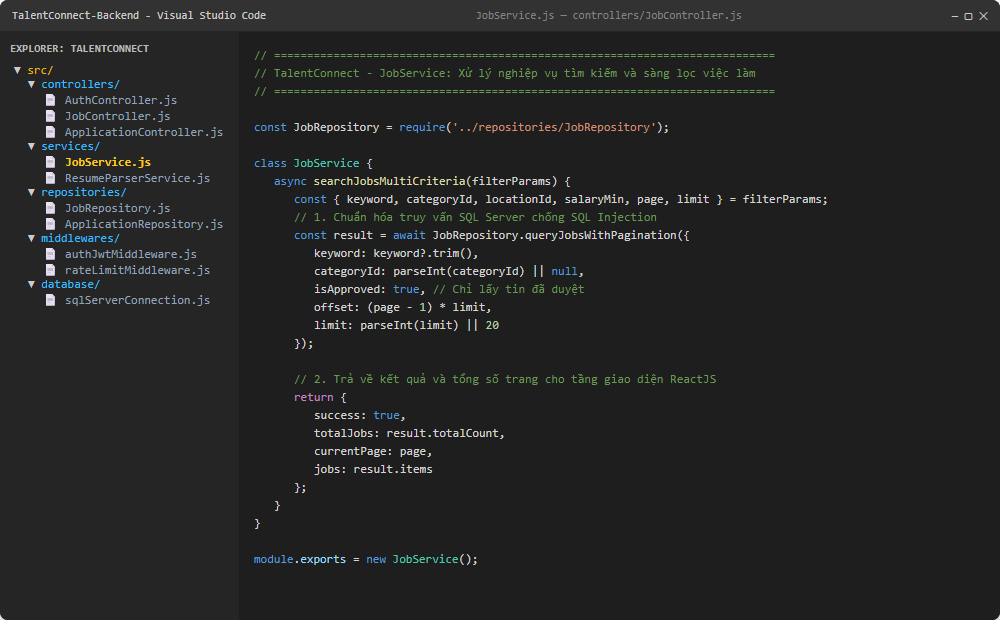 TalentConnect-Backend - Visual Studio Code
JobService.js — controllers/JobController.js
EXPLORER: TALENTCONNECT
▼ src/
▼ controllers/
AuthController.js
JobController.js
ApplicationController.js
▼ services/
JobService.js
ResumeParserService.js
▼ repositories/
JobRepository.js
ApplicationRepository.js
▼ middlewares/
authJwtMiddleware.js
rateLimitMiddleware.js
▼ database/
sqlServerConnection.js
// ============================================================================
// TalentConnect - JobService: Xử lý nghiệp vụ tìm kiếm và sàng lọc việc làm
// ============================================================================
const JobRepository = require('../repositories/JobRepository');
class JobService {
async searchJobsMultiCriteria(filterParams) {
const { keyword, categoryId, locationId, salaryMin, page, limit } = filterParams;
// 1. Chuẩn hóa truy vấn SQL Server chống SQL Injection
const result = await JobRepository.queryJobsWithPagination({
keyword: keyword?.trim(),
categoryId: parseInt(categoryId) || null,
isApproved: true, // Chỉ lấy tin đã duyệt
offset: (page - 1) * limit,
limit: parseInt(limit) || 20
});
// 2. Trả về kết quả và tổng số trang cho tầng giao diện ReactJS
return {
success: true,
totalJobs: result.totalCount,
currentPage: page,
jobs: result.items
};
}
}
module.exports = new JobService();